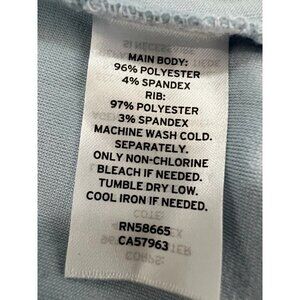 MAIN BODY:
96% POLYESTER
4% SPANDEX
RIB:
97% POLYESTER
3% SPANDEX
MACHINE WASH COLD.
SEPARATELY.
ONLY NON-CHLORINE
BLEACH IF NEEDED.
TUMBLE DRY LOW.
COOL IRON IF NEEDED.
RN58665
CA57963